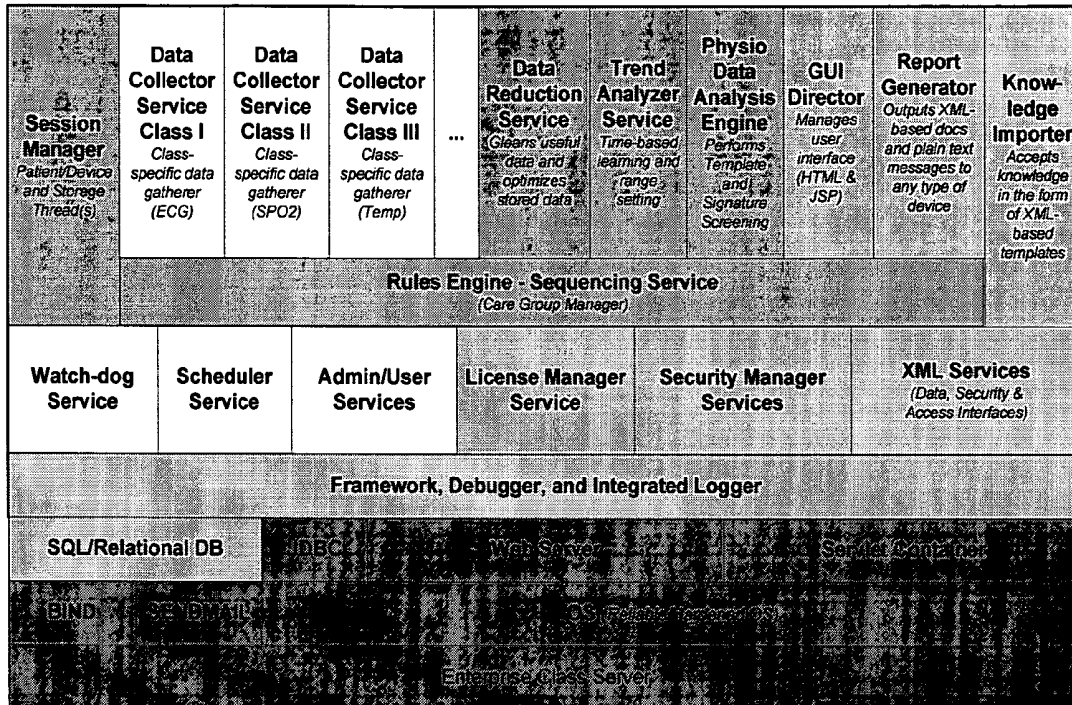 Session
Manager
Patient/Device
and Storage
Thread(s)
Data
Collector
Service
Class I
Class-
specific data
gatherer
(ECG)
Data
Collector
Service
Class II
Class-
specific data
gatherer
(SPO2)
Data
Collector
Service
Class III
Class-
specific data
gatherer
(Temp)
...
Data
Reduction
Service
Gleans useful
data and
optimizes
stored data
Trend
Analyzer
Service
Time-based
learning and
range
setting
Physio
Data
Analysis
Engine
Performs
Template
and
Signature
Screening
GUI
Director
Manages
user
interface
(HTML &
JSP)
Report
Generator
Outputs XML-
based docs
and plain text
messages to
any type of
device
Know-
ledge
Importer
Accepts
knowledge
in the form
of XML-
based
templates
Rules Engine - Sequencing Service
(Care Group Manager)
Watch-dog
Service
Scheduler
Service
Admin/User
Services
License Manager
Service
Security Manager
Services
XML Services
(Data, Security &
Access Interfaces)
Framework, Debugger, and Integrated Logger
SQL/Relational DB
JDBC
Web Server
Servlet Container
BIND
SENDMAIL
OS
Enterprise Class Server